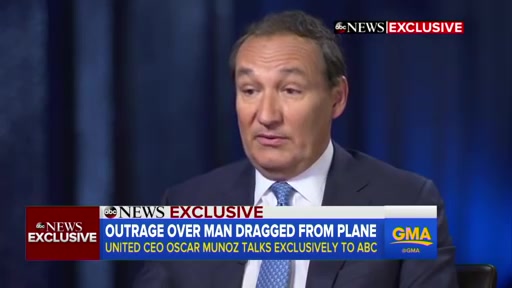 abc NEWS EXCLUSIVE
abc NEWS
EXCLUSIVE
abc NEWS EXCLUSIVE
OUTRAGE OVER MAN DRAGGED FROM PLANE
UNITED CEO OSCAR MUNOZ TALKS EXCLUSIVELY TO ABC
GMA
@GMA